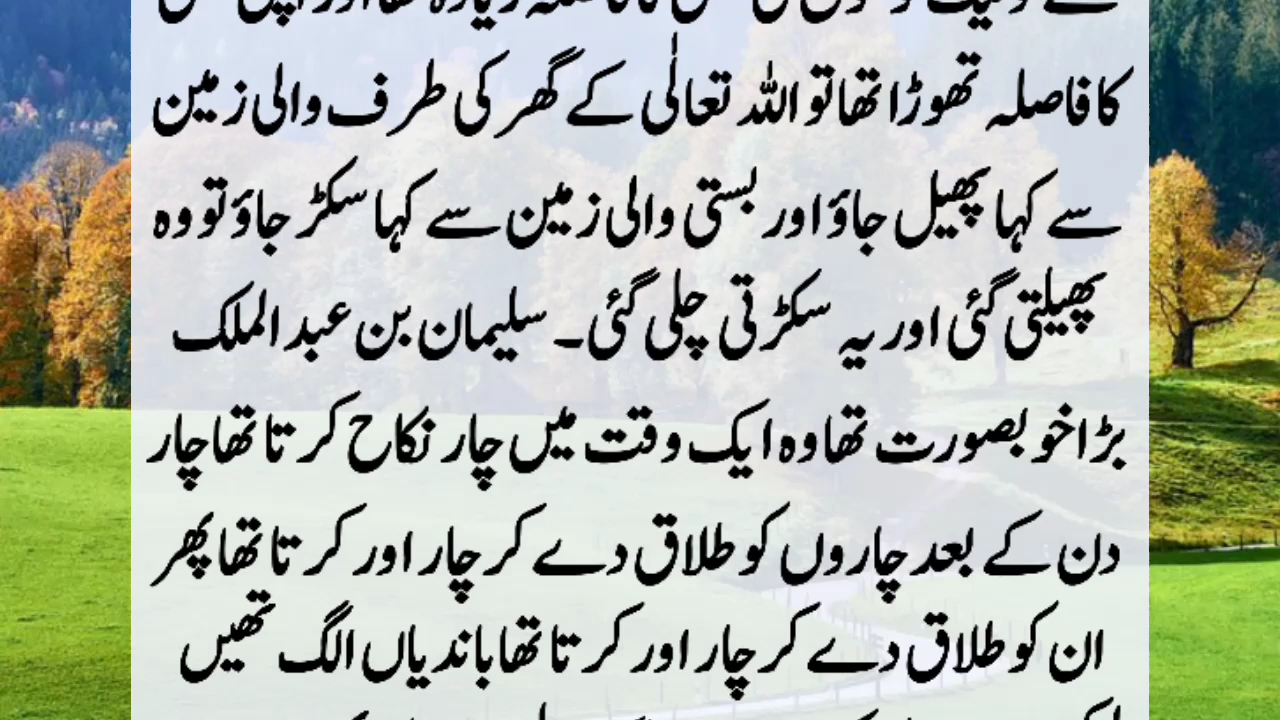 کا فاصلہ تھوڑا تھا تو اللہ تعالٰی کے گھر کی طرف والی زمین
سے کہا پھیل جاؤ اور بستی والی زمین سے کہا سکڑ جاؤ تو وہ
پھیلتی گئی اور یہ سکڑتی چلی گئی۔ سلیمان بن عبد الملک
بڑا خوبصورت تھا وہ ایک وقت میں چار نکاح کرتا تھا چار
دن کے بعد چاروں کو طلاق دے کر چار اور کرتا تھا پھر
ان کو طلاق دے کر چار اور کرتا تھا باندیاں الگ تھیں